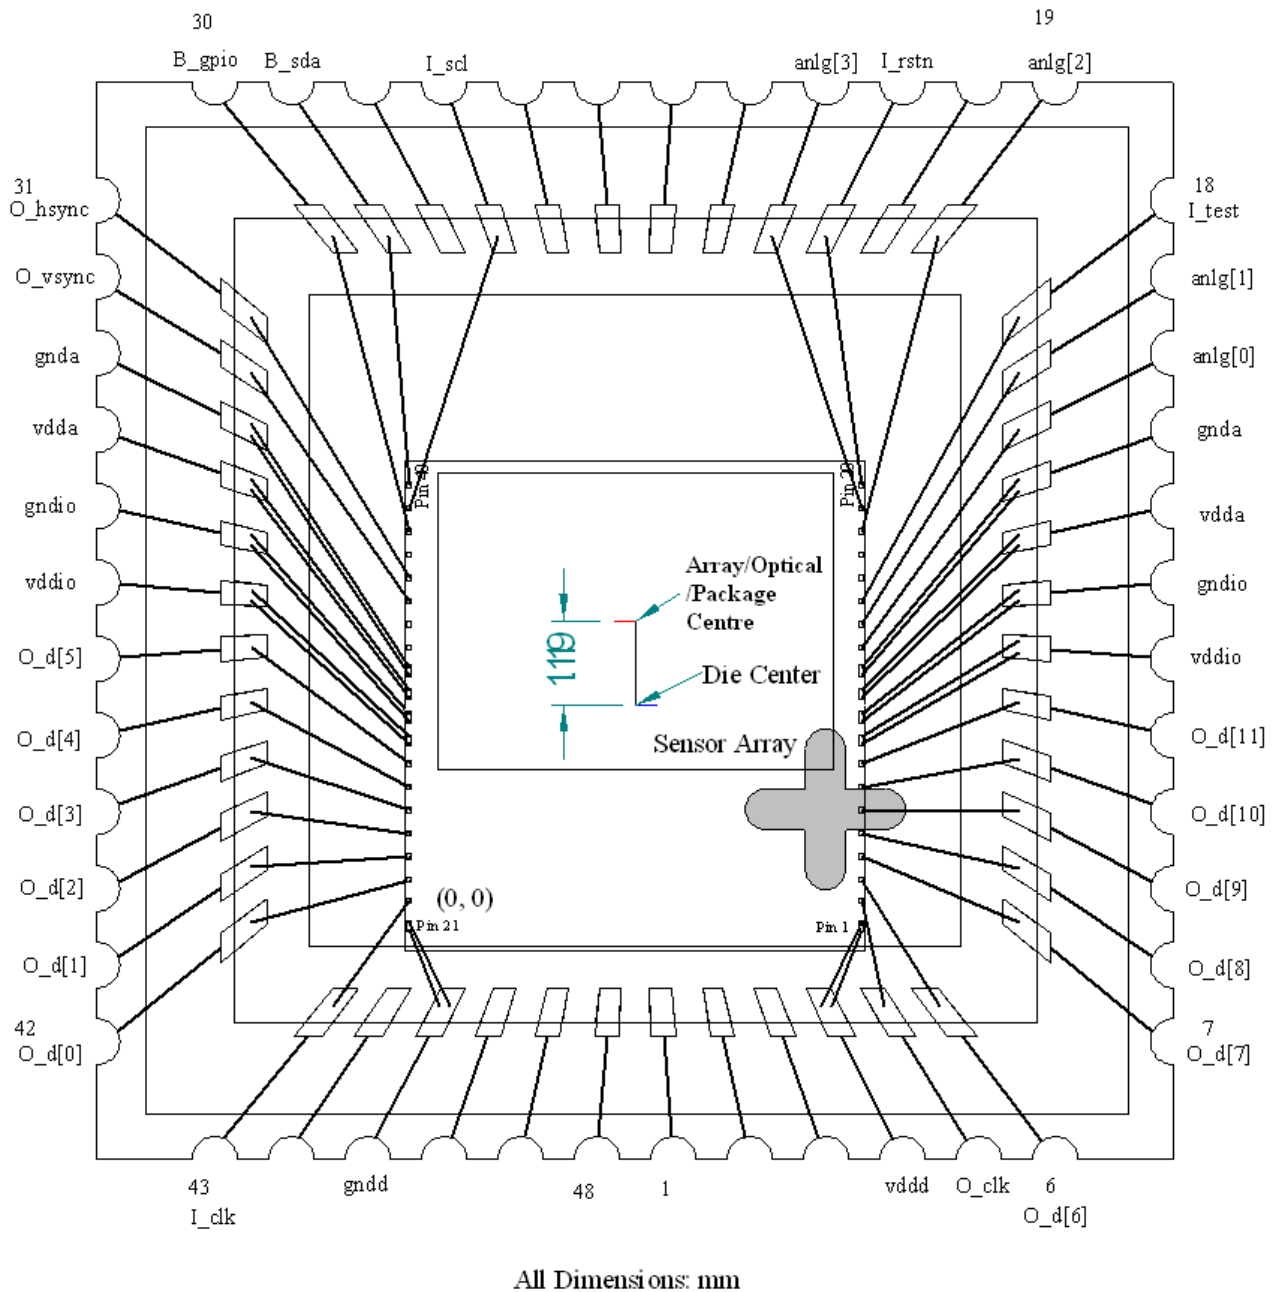 30
19
B_gpio
B_sda
I_scl
anlg[3]
I_rstn
anlg[2]
31
O_hsync
18
I_test
O_vsync
anlg[1]
gnda
anlg[0]
vdda
gnda
gndio
vdda
vddio
gndio
O_d[5]
vddio
O_d[4]
O_d[11]
O_d[3]
O_d[10]
O_d[2]
O_d[9]
O_d[1]
O_d[8]
42
O_d[0]
7
O_d[7]
Array/Optical
/Package
Centre
1.119
Die Center
Sensor Array
(0, 0)
Pin 21
Pin 1
43
I_clk
gndd
48
1
vddd
O_clk
6
O_d[6]
All Dimensions: mm